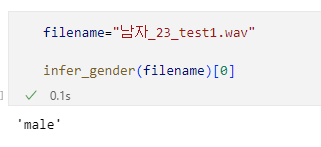 filename="남자_23_test1.wav"
infer_gender(filename)[0]
✓ 0.1s
'male'